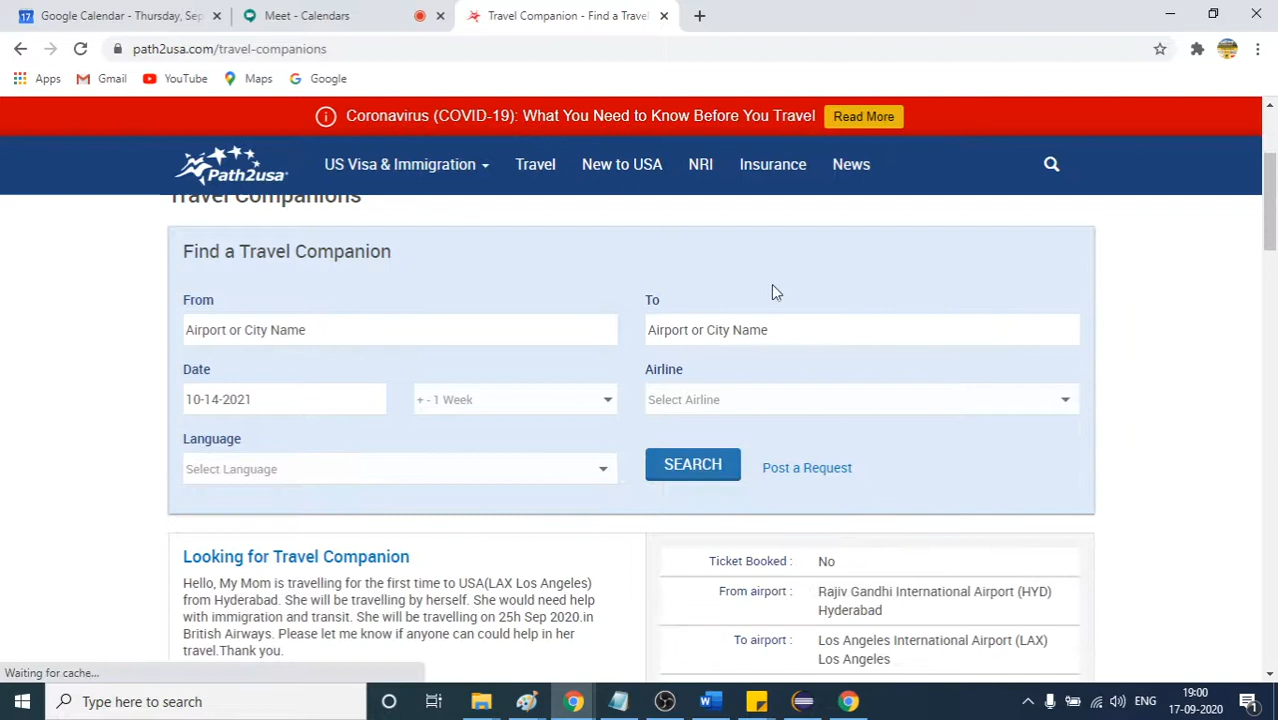 Google Calendar - Thursday, Sep
Meet - Calendars
Travel Companion - Find a Travel
path2usa.com/travel-companions
Apps
Gmail
YouTube
Maps
Google
Coronavirus (COVID-19): What You Need to Know Before You Travel
Read More
Path2usa
US Visa & Immigration
Travel
New to USA
NRI
Insurance
News
Travel Companions
Find a Travel Companion
From
To
Airport or City Name
Airport or City Name
Date
Airline
10-14-2021
+ - 1 Week
Select Airline
Language
Select Language
SEARCH
Post a Request
Looking for Travel Companion
Hello, My Mom is travelling for the first time to USA(LAX Los Angeles)
from Hyderabad. She will be travelling by herself. She would need help
with immigration and transit. She will be travelling on 25h Sep 2020.in
British Airways. Please let me know if anyone can could help in her
travel.Thank you.
Ticket Booked :
No
From airport :
Rajiv Gandhi International Airport (HYD)
Hyderabad
To airport :
Los Angeles International Airport (LAX)
Los Angeles
Waiting for cache...
Type here to search
ENG
19:00
17-09-2020